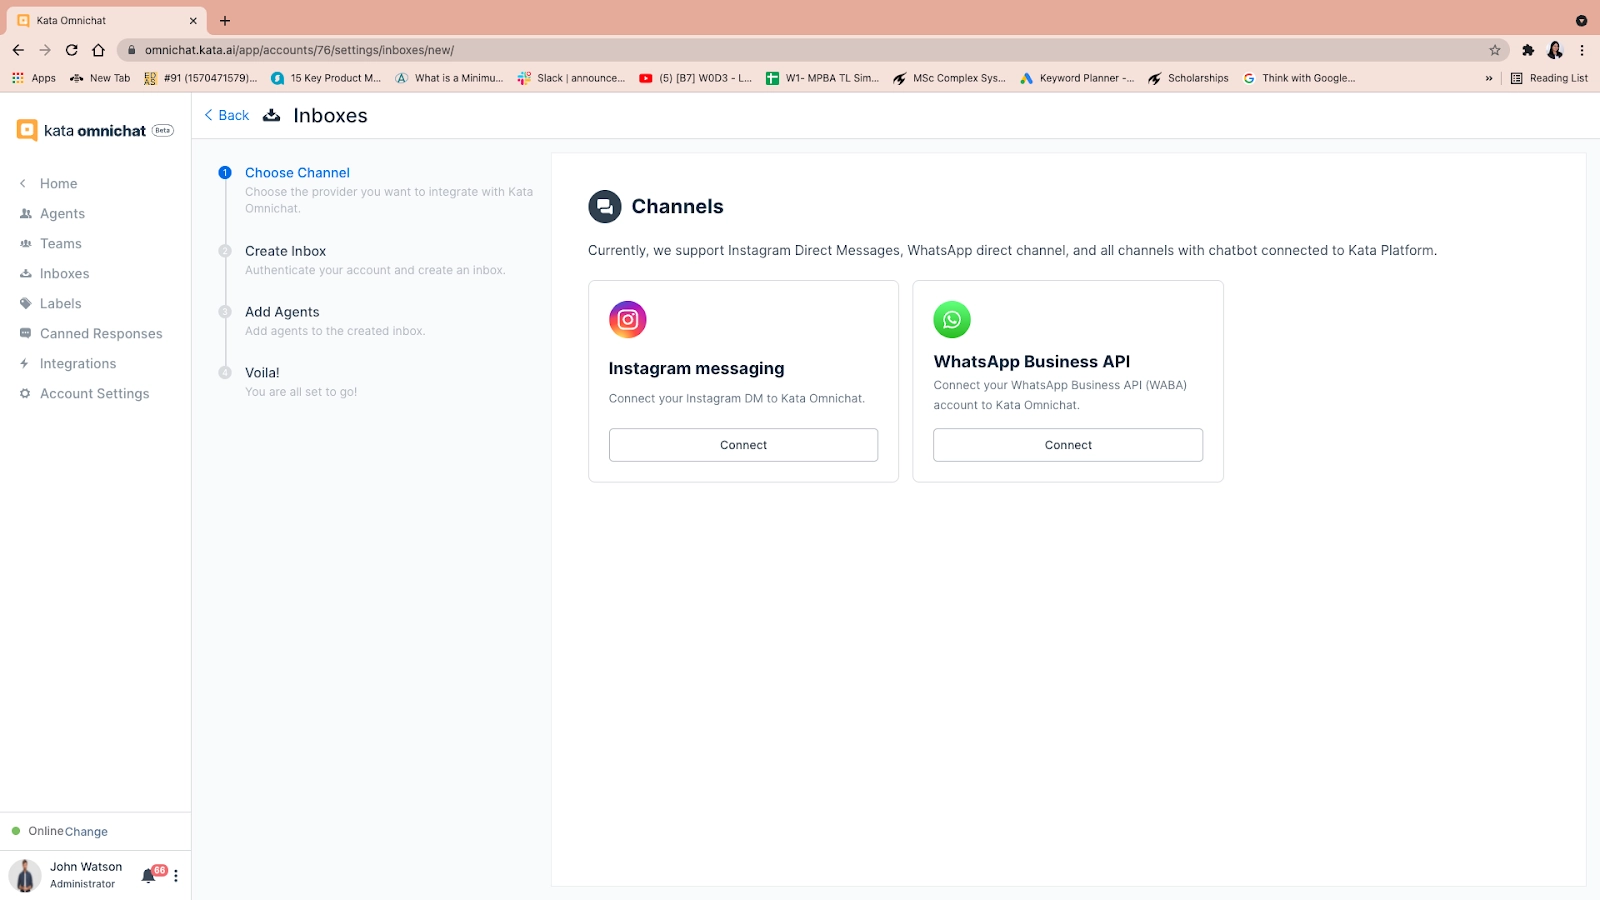 Kata Omnichat
omnichat.kata.ai/app/accounts/76/settings/inboxes/new/
Apps
New Tab
#91 (1570471579)...
15 Key Product M...
What is a Minimu...
Slack | announce...
(5) [B7] W0D3 - L...
W1- MPBA TL Sim...
MSc Complex Sys...
Keyword Planner -...
Scholarships
Think with Google...
»
Reading List
kata omnichat Beta
Home
Agents
Teams
Inboxes
Labels
Canned Responses
Integrations
Account Settings
Online Change
John Watson
Administrator
66
Back
Inboxes
1 Choose Channel
Choose the provider you want to integrate with Kata
Omnichat.
2 Create Inbox
Authenticate your account and create an inbox.
3 Add Agents
Add agents to the created inbox.
4 Voila!
You are all set to go!
Channels
Currently, we support Instagram Direct Messages, WhatsApp direct channel, and all channels with chatbot connected to Kata Platform.
Instagram messaging
Connect your Instagram DM to Kata Omnichat.
Connect
WhatsApp Business API
Connect your WhatsApp Business API (WABA)
account to Kata Omnichat.
Connect